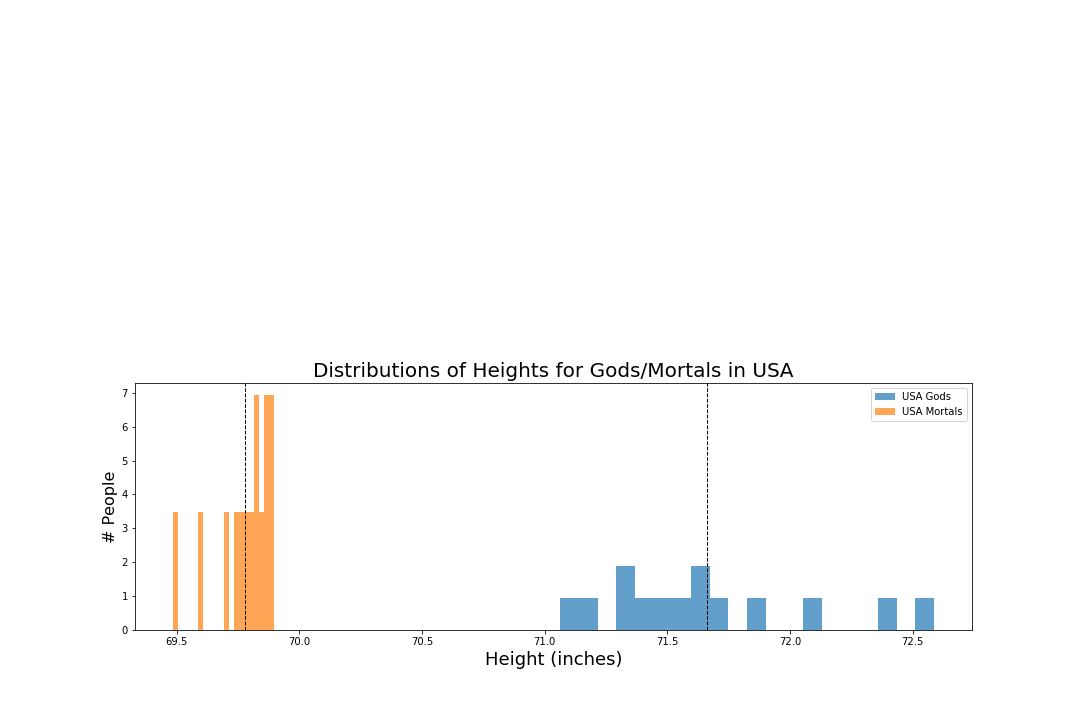 Distributions of Heights for Gods/Mortals in USA
7
6
5
4
3
2
1
0
# People
USA Gods
USA Mortals
69.5 70.0 70.5 71.0 71.5 72.0 72.5
Height (inches)